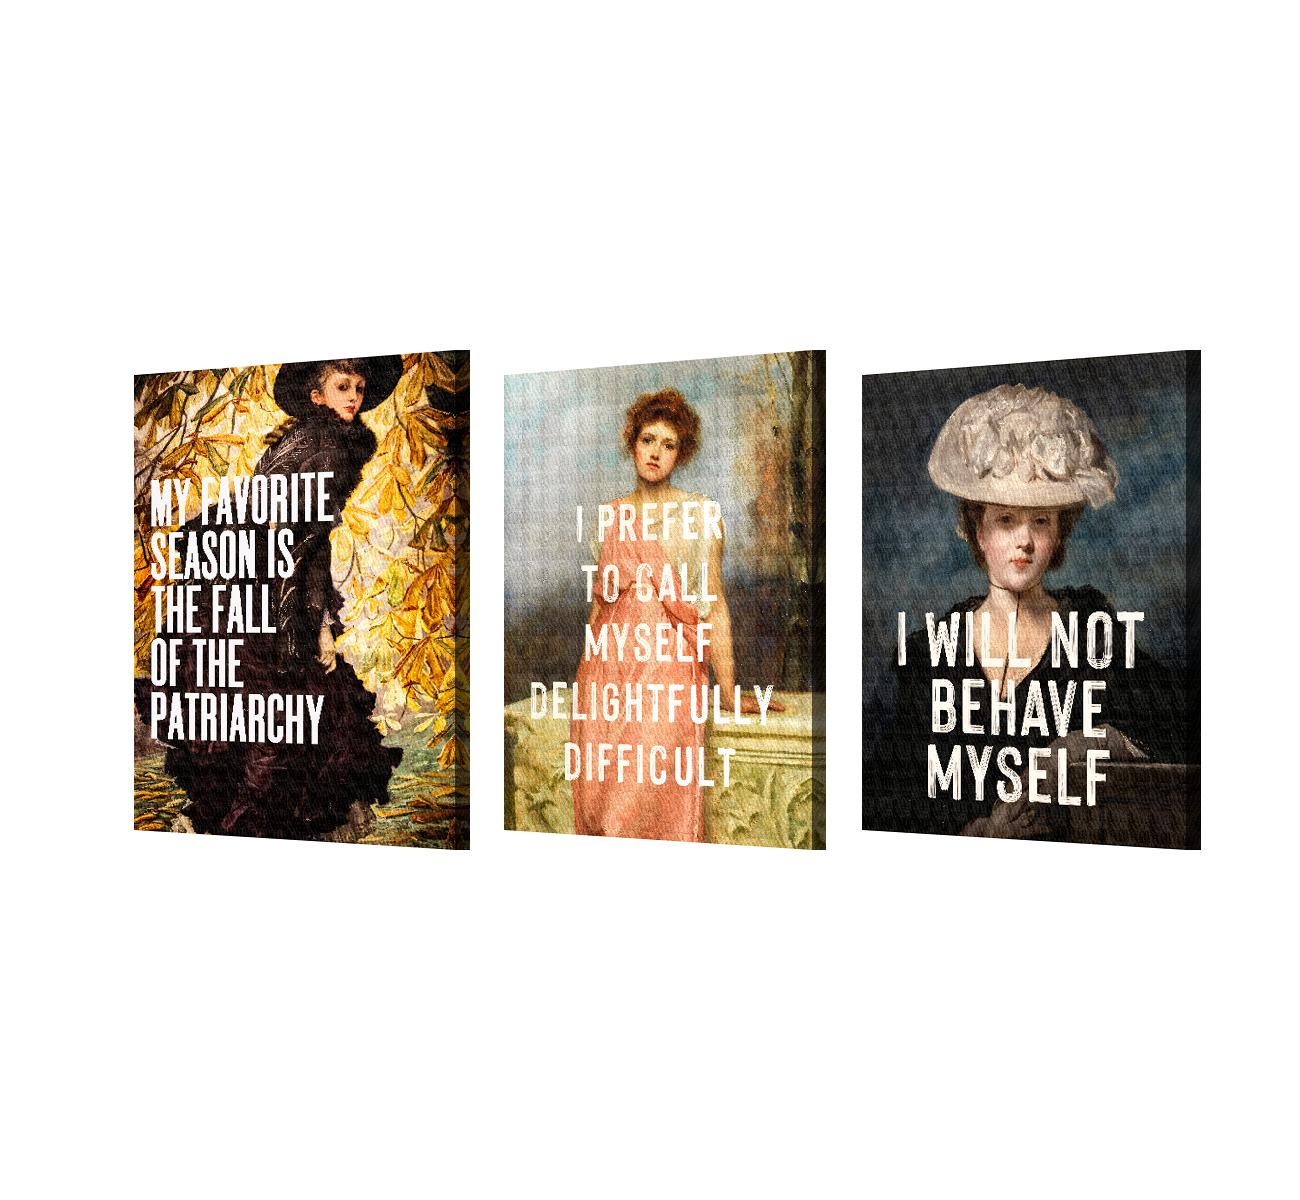 MY FAVORITE
SEASON IS
THE FALL
OF THE
PATRIARCHY
I PREFER
TO CALL
MYSELF
DELIGHTFULLY
DIFFICULT
I WILL NOT
BEHAVE
MYSELF